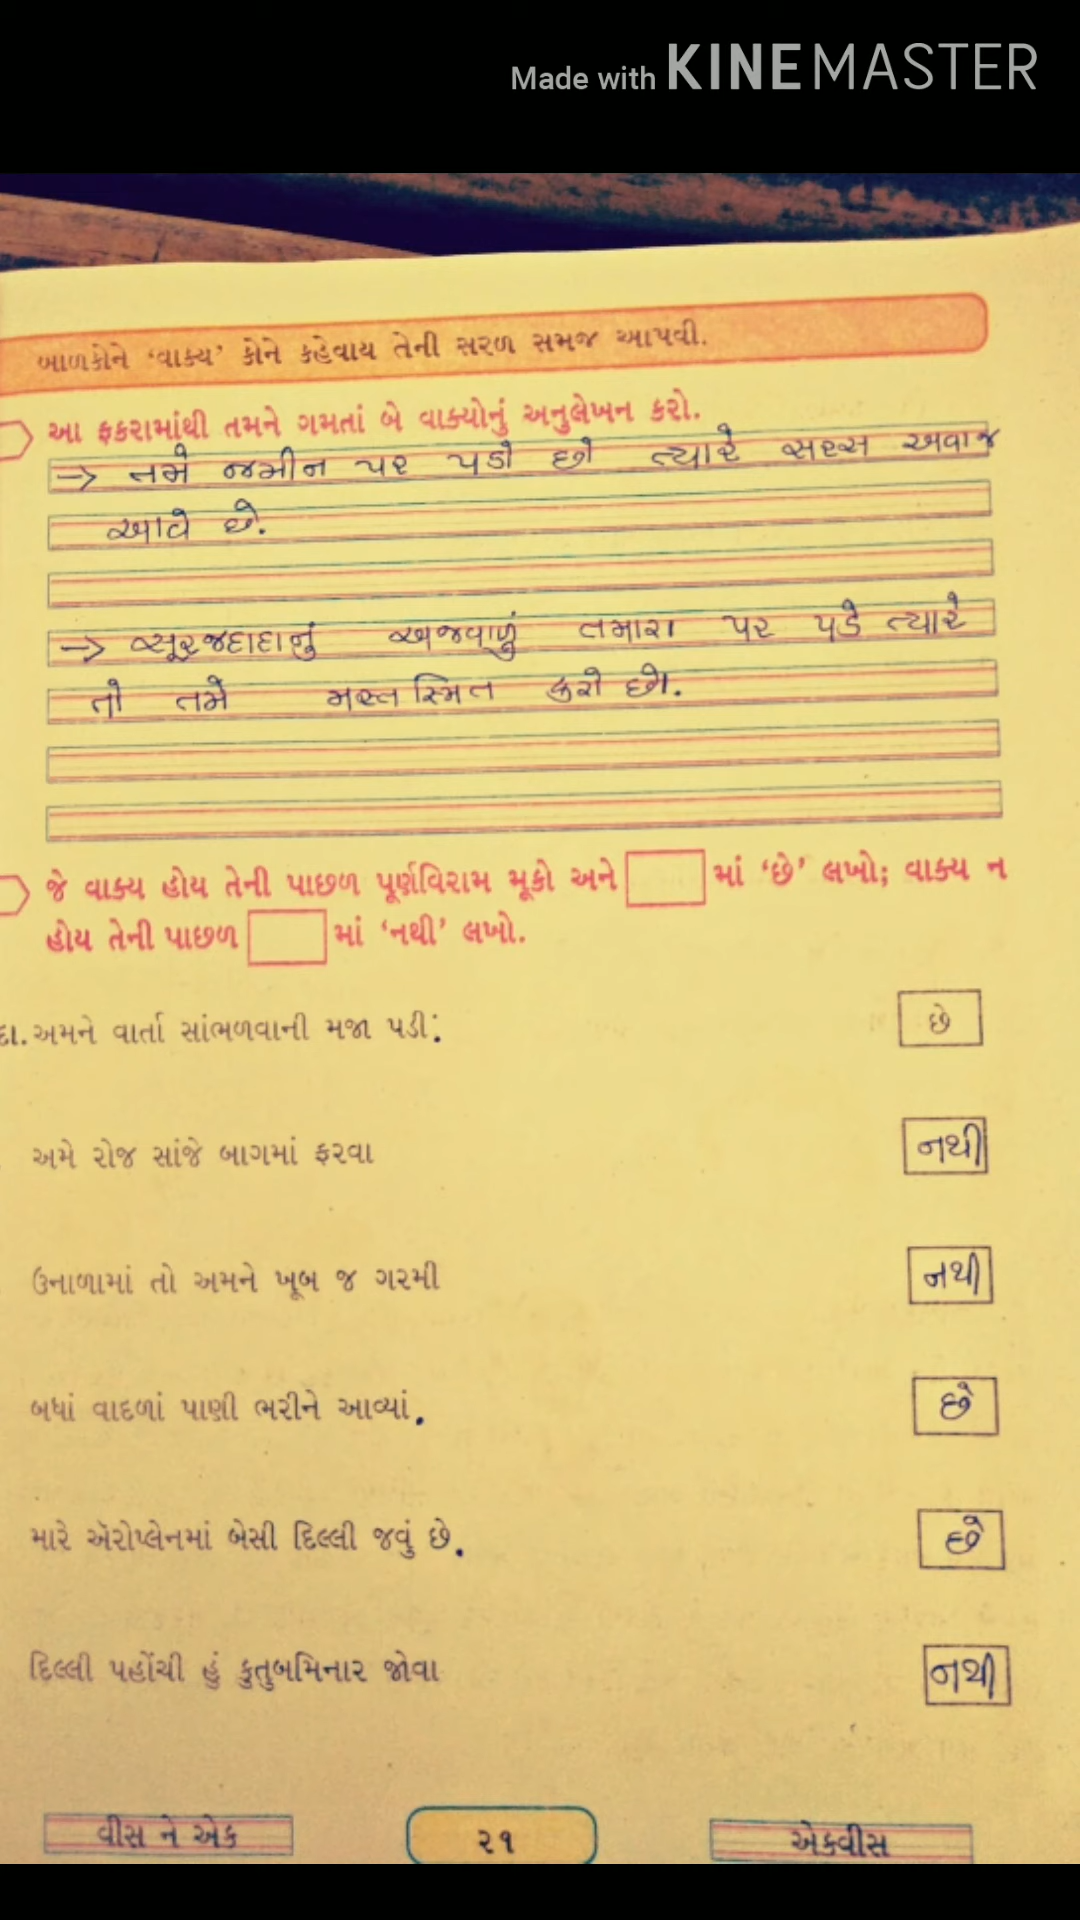 Made with KINEMASTER
બાળકોને ‘વાક્ય’ કોને કહેવાય તેની સરળ સમજ આપવી.
આ ફકરામાંથી તમને ગમતાં બે વાક્યોનું અનુલેખન કરો.
→ તમે જમીન પર પડો છો ત્યારે સરસ અવાજ
આવે છે.
→ સૂરજદાદાનું અજવાળું તમારા પર પડે ત્યારે
તો તમે મસ્ત સ્મિત કરો છો.
જે વાક્ય હોય તેની પાછળ પૂર્ણવિરામ મૂકો અને માં ‘છે’ લખો; વાક્ય ન
હોય તેની પાછળ માં ‘નથી’ લખો.
દા. અમને વાર્તા સાંભળવાની મજા પડી. છે
અમે રોજ સાંજે બાગમાં ફરવા નથી
ઉનાળામાં તો અમને ખૂબ જ ગરમી નથી
બધાં વાદળાં પાણી ભરીને આવ્યાં. છે
મારે ઍરોપ્લેનમાં બેસી દિલ્લી જવું છે. છે
દિલ્લી પહોંચી હું કુતુબમિનાર જોવા નથી
વીસ ને એક ૨૧ એકવીસ